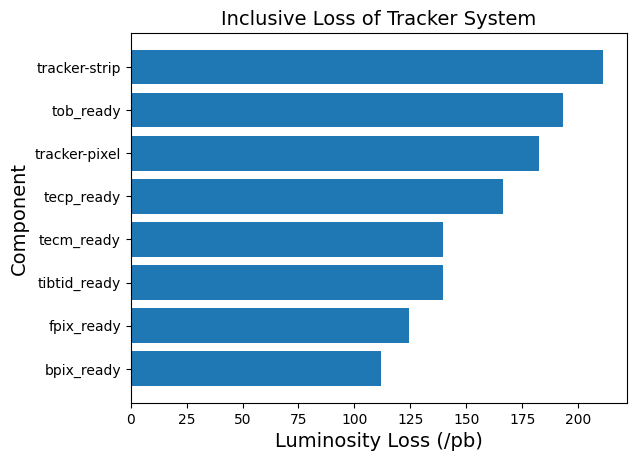 Inclusive Loss of Tracker System
Component
tracker-strip
tob_ready
tracker-pixel
tecp_ready
tecm_ready
tibtid_ready
fpix_ready
bpix_ready
0 25 50 75 100 125 150 175 200
Luminosity Loss (/pb)